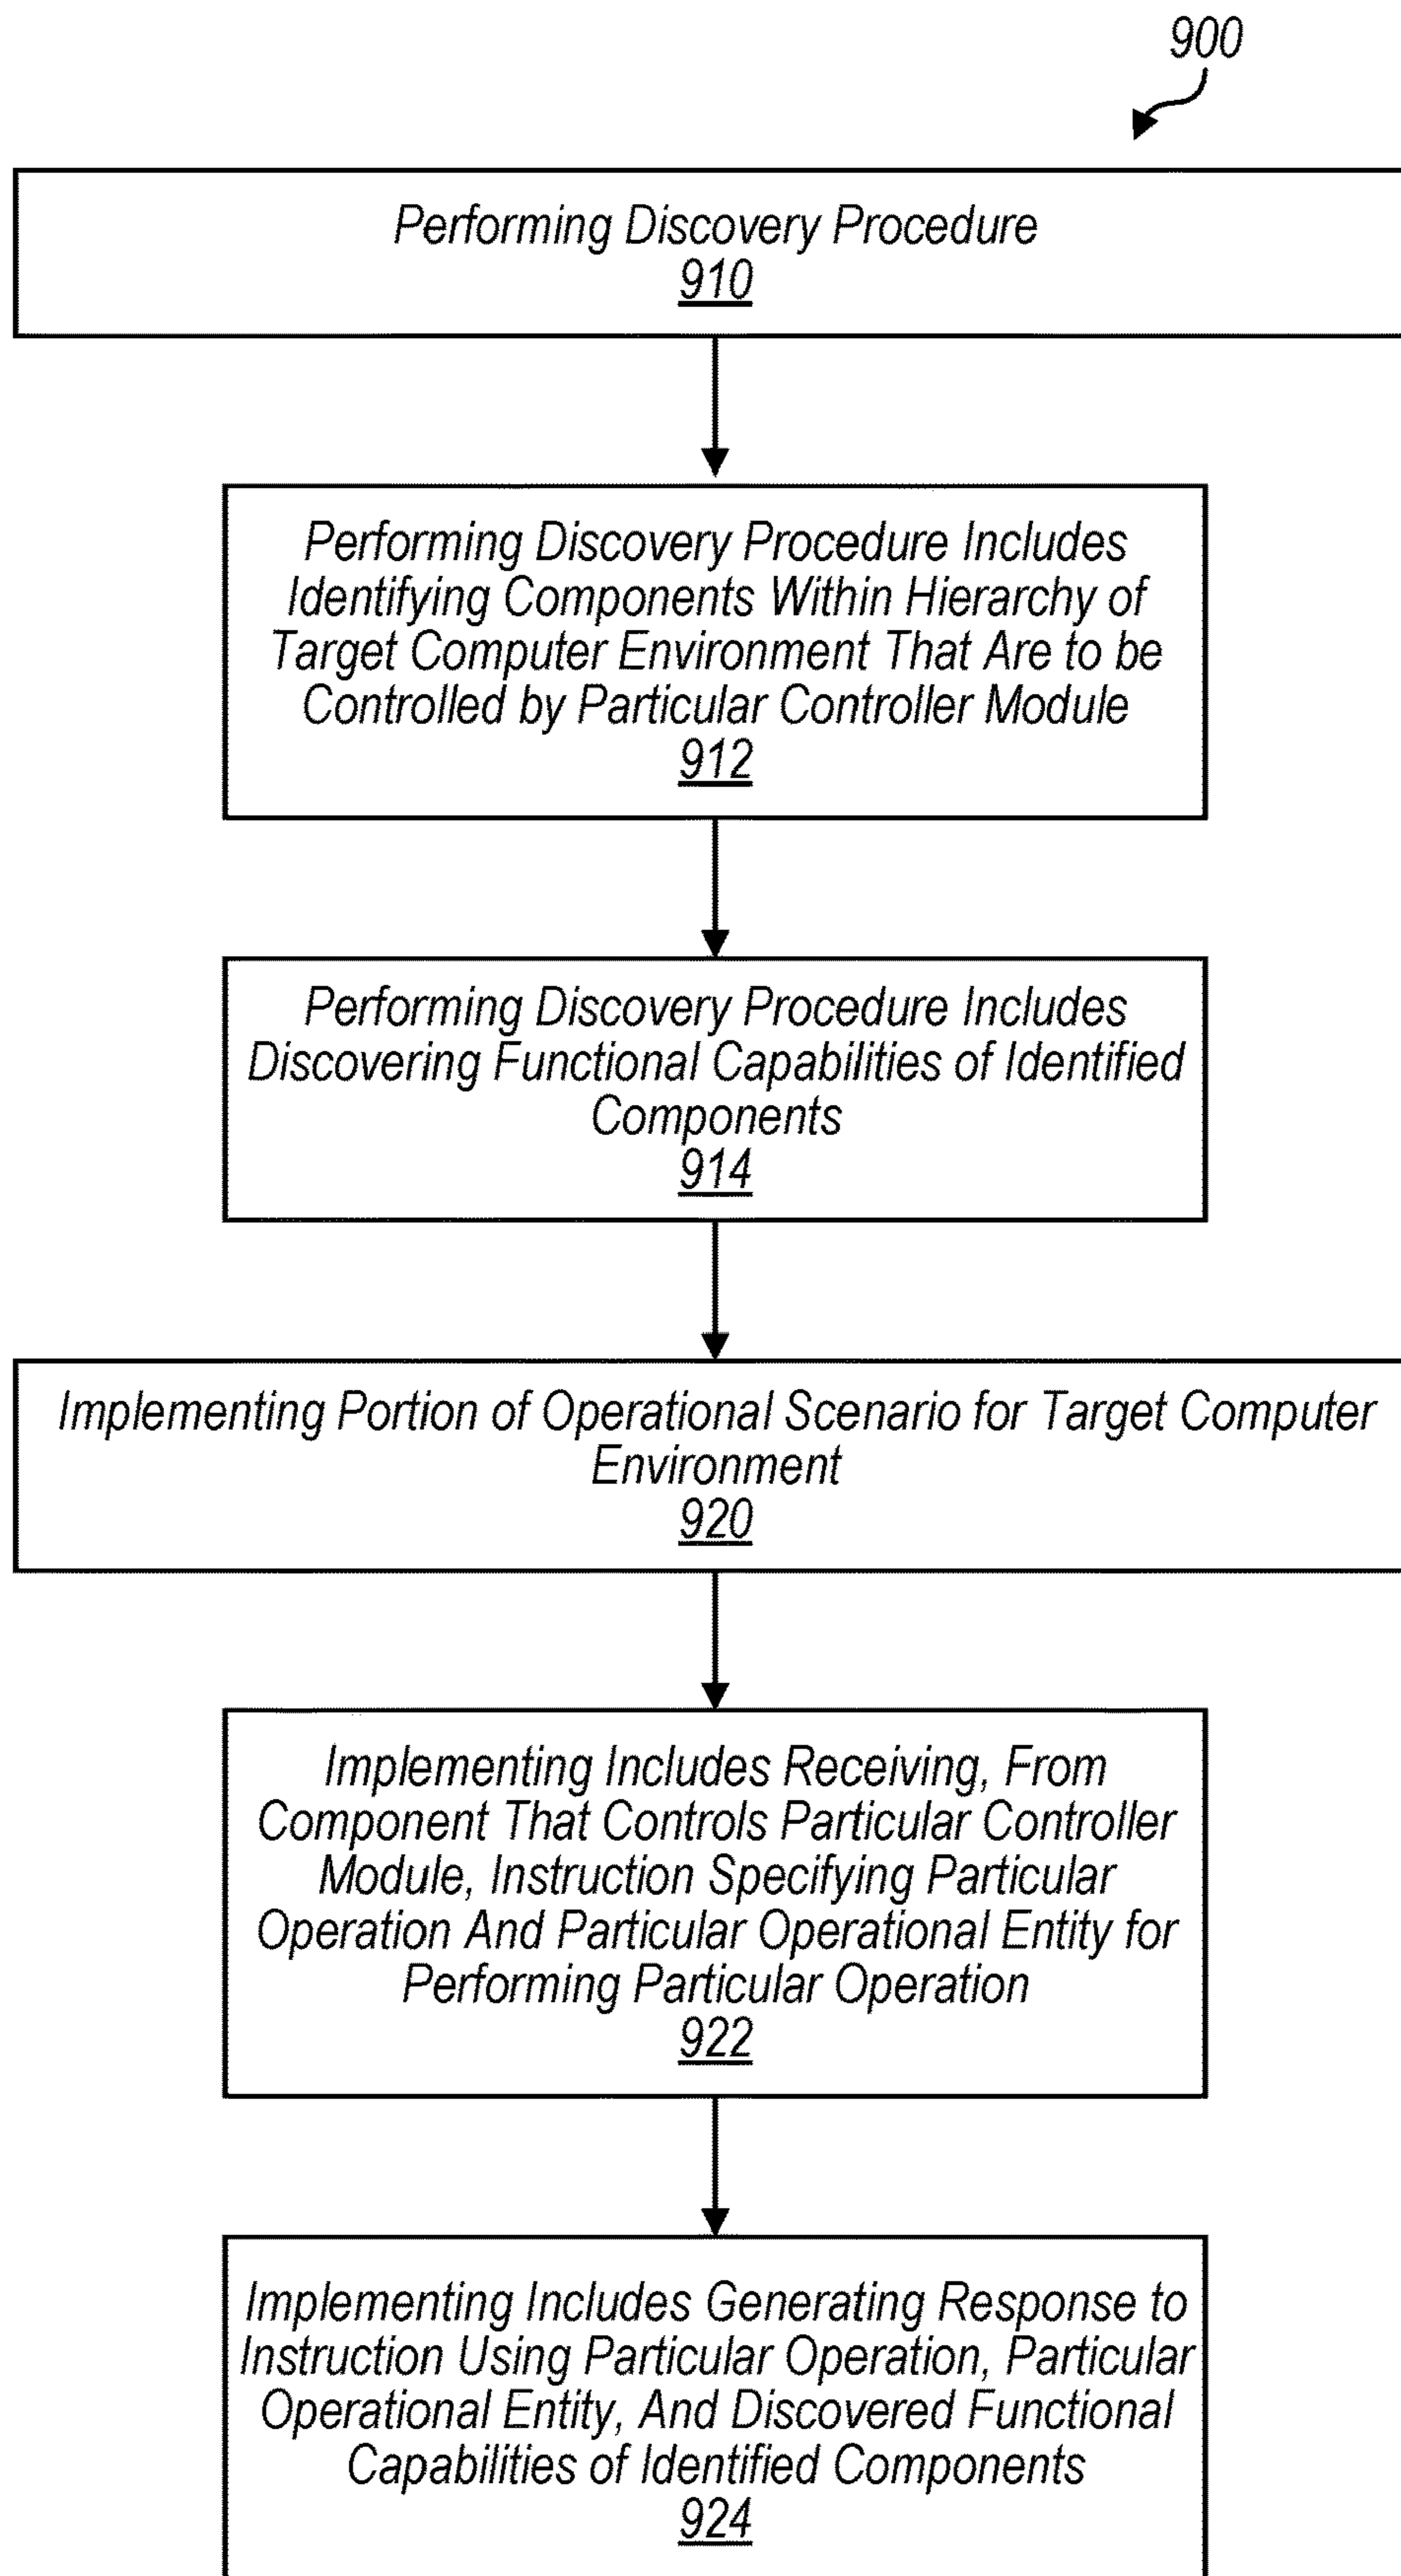 900
Performing Discovery Procedure
910
Performing Discovery Procedure Includes
Identifying Components Within Hierarchy of
Target Computer Environment That Are to be
Controlled by Particular Controller Module
912
Performing Discovery Procedure Includes
Discovering Functional Capabilities of Identified
Components
914
Implementing Portion of Operational Scenario for Target Computer
Environment
920
Implementing Includes Receiving, From
Component That Controls Particular Controller
Module, Instruction Specifying Particular
Operation And Particular Operational Entity for
Performing Particular Operation
922
Implementing Includes Generating Response to
Instruction Using Particular Operation, Particular
Operational Entity, And Discovered Functional
Capabilities of Identified Components
924